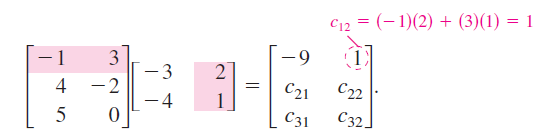 c₁₂ = (−1)(2) + (3)(1) = 1
[−1 3; 4 −2; 5 0] [−3 2; −4 1] = [−9 1; c₂₁ c₂₂; c₃₁ c₃₂].